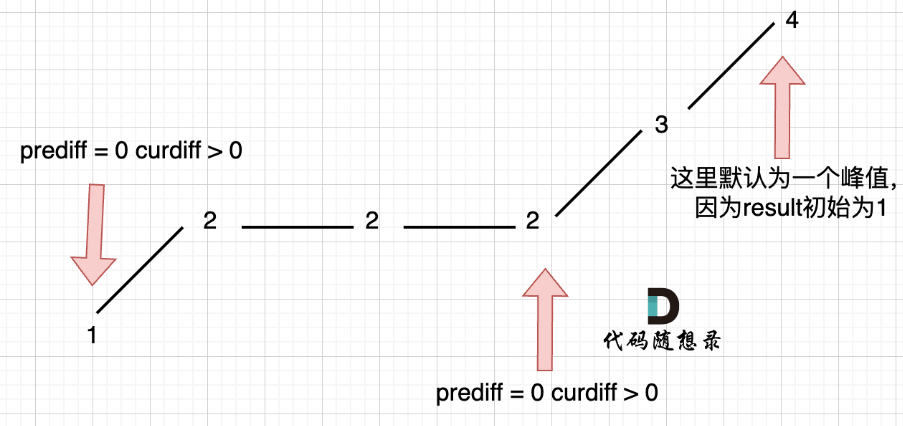 4
3
这里默认为一个峰值，
因为result初始为1
prediff = 0 curdiff > 0
2
2
2
1
代码随想录
prediff = 0 curdiff > 0